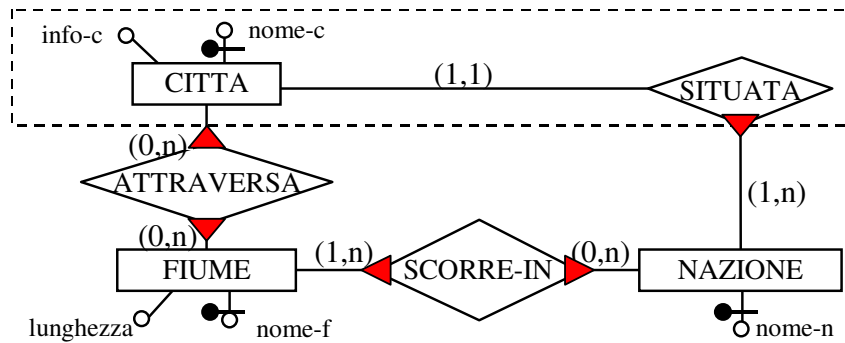 info-c
nome-c
CITTA
(1,1)
SITUATA
(0,n)
ATTRAVERSA
(1,n)
(0,n)
FIUME
(1,n)
SCORRE-IN
(0,n)
NAZIONE
lunghezza
nome-f
nome-n